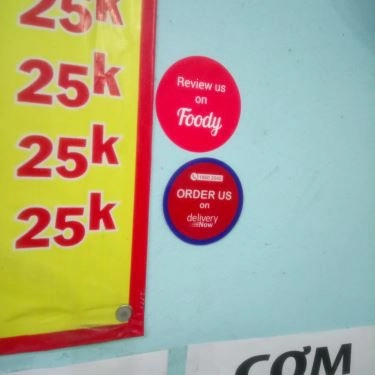 25k
25k
25k
25k
Review us
on
Foody
ORDER US
on
delivery
Now
CƠM